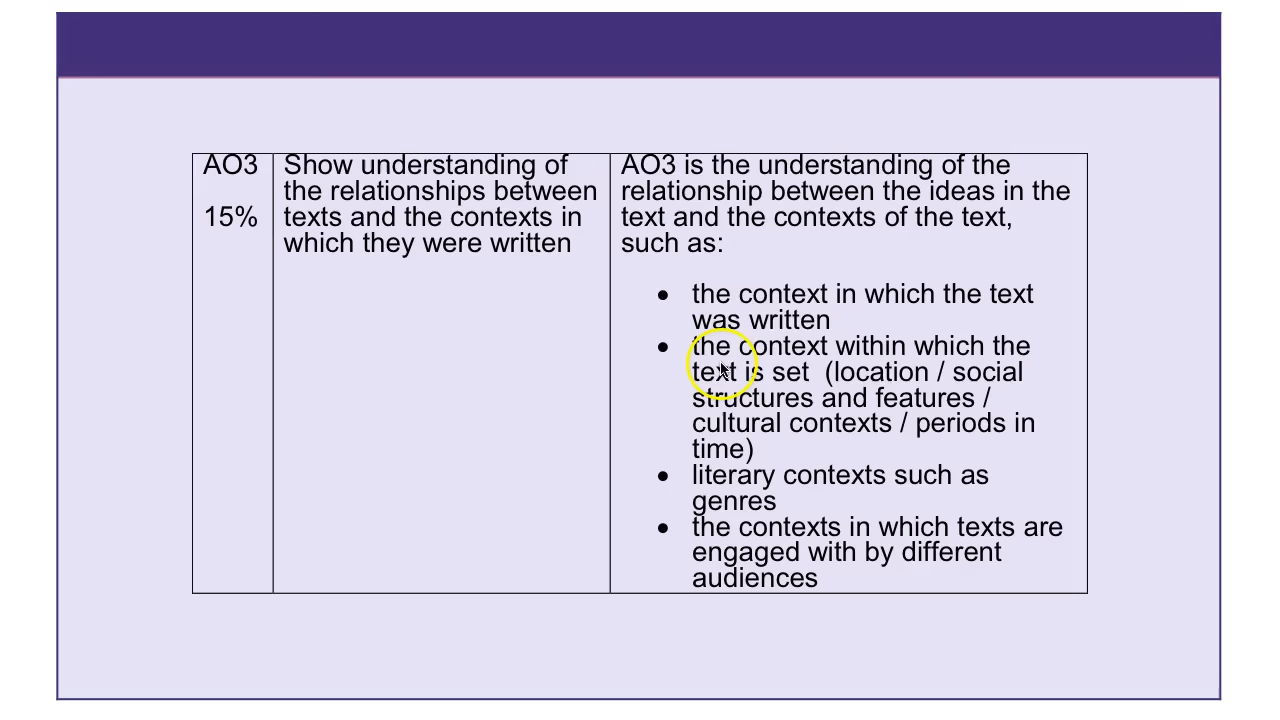 AO3
15%
Show understanding of
the relationships between
texts and the contexts in
which they were written
AO3 is the understanding of the
relationship between the ideas in the
text and the contexts of the text,
such as:
• the context in which the text
was written
• the context within which the
text is set (location / social
structures and features /
cultural contexts / periods in
time)
• literary contexts such as
genres
• the contexts in which texts are
engaged with by different
audiences